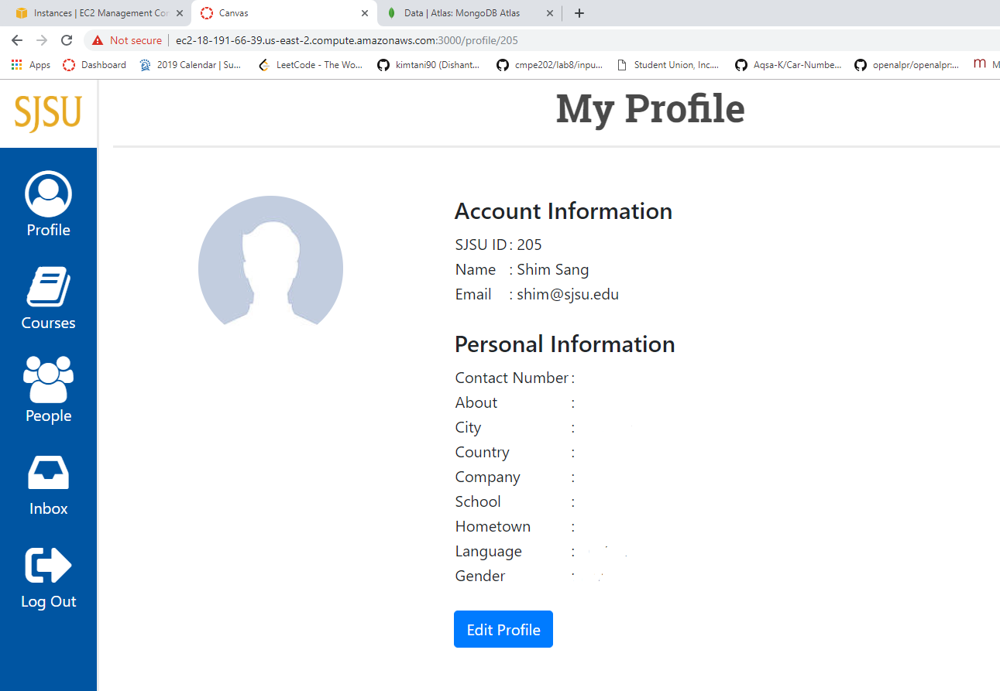 Instances | EC2 Management Con
Canvas
Data | Atlas: MongoDB Atlas
Not secure
ec2-18-191-66-39.us-east-2.compute.amazonaws.com:3000/profile/205
Apps
Dashboard
2019 Calendar | Su...
LeetCode - The Wo...
kimtani90 (Dishant...
cmpe202/lab8/inpu...
Student Union, Inc....
Aqsa-K/Car-Numbe...
openalpr/openalpr:...
M
SJSU
My Profile
Profile
Courses
People
Inbox
Log Out
Account Information
SJSU ID : 205
Name : Shim Sang
Email : shim@sjsu.edu
Personal Information
Contact Number :
About :
City :
Country :
Company :
School :
Hometown :
Language :
Gender
Edit Profile